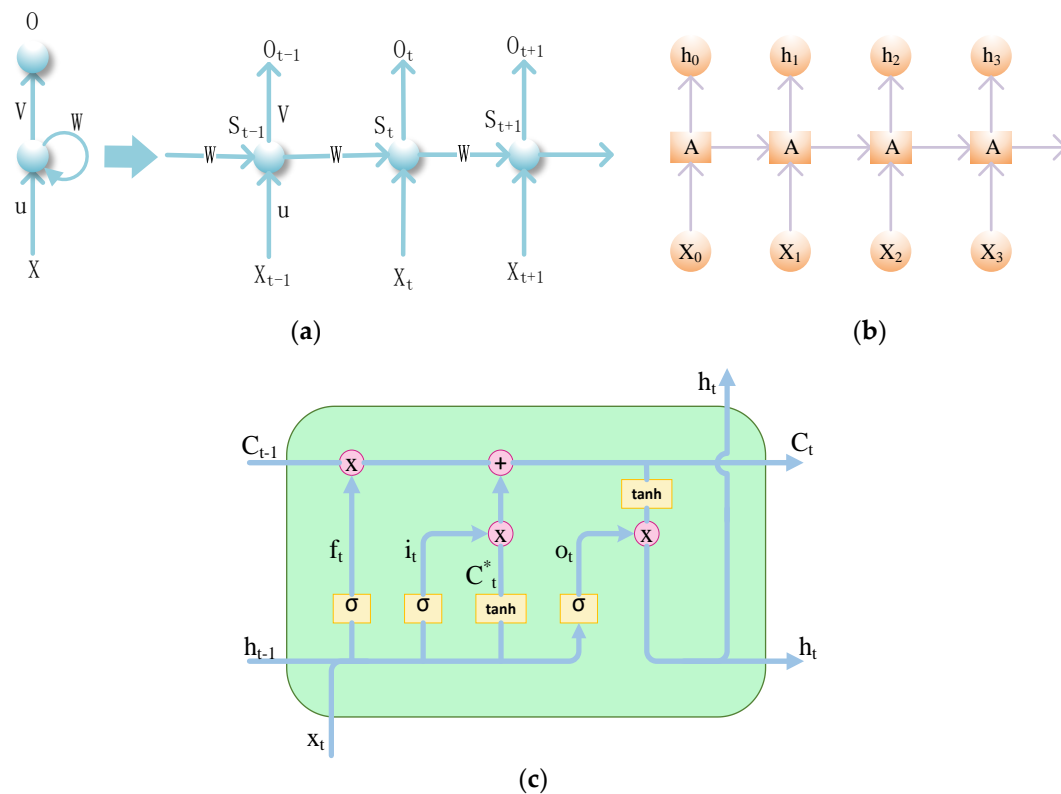 O
V
W
u
X
O_{t-1} O_t O_{t+1}
V
S_{t-1} S_t S_{t+1}
W W W
u
X_{t-1} X_t X_{t+1}
(a)
h_0 h_1 h_2 h_3
A A A A
X_0 X_1 X_2 X_3
(b)
h_t
C_{t-1} x + C_t
tanh
f_t i_t x o_t x
C^*_t
σ σ tanh σ
h_{t-1} h_t
x_t
(c)